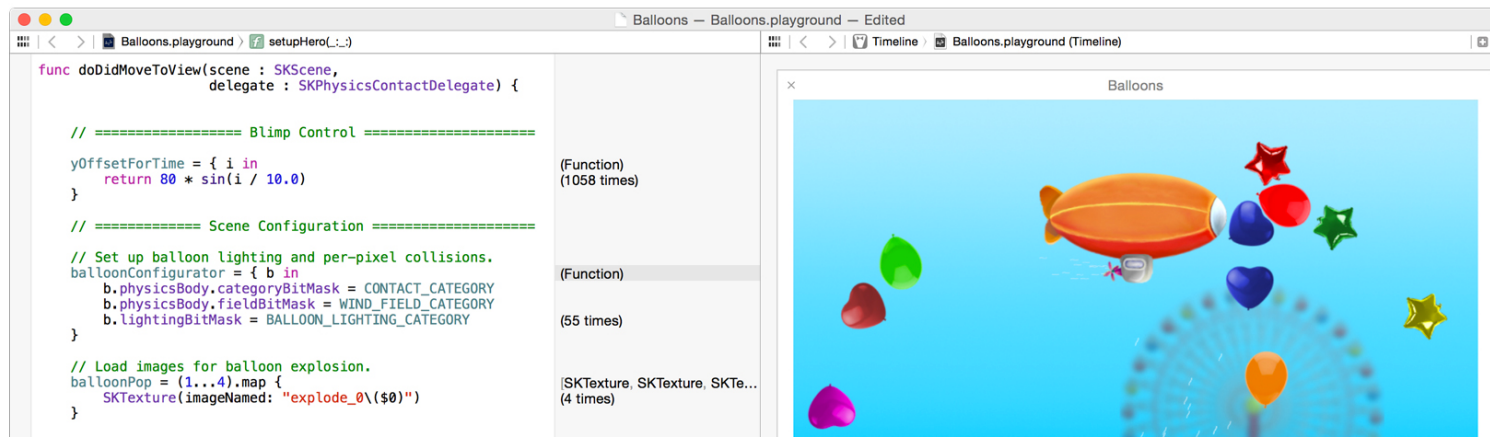 Balloons — Balloons.playground — Edited
Balloons.playground 〉 setupHero(_:_:)
Timeline 〉 Balloons.playground (Timeline)
func doDidMoveToView(scene : SKScene,
delegate : SKPhysicsContactDelegate) {
// ================== Blimp Control =====================
yOffsetForTime = { i in
(Function)
return 80 * sin(i / 10.0)
(1058 times)
}
// ============= Scene Configuration ====================
// Set up balloon lighting and per-pixel collisions.
balloonConfigurator = { b in
(Function)
b.physicsBody.categoryBitMask = CONTACT_CATEGORY
b.physicsBody.fieldBitMask = WIND_FIELD_CATEGORY
b.lightingBitMask = BALLOON_LIGHTING_CATEGORY
(55 times)
}
// Load images for balloon explosion.
balloonPop = (1...4).map {
[SKTexture, SKTexture, SKTe...
SKTexture(imageNamed: "explode_0\($0)")
(4 times)
}
Balloons